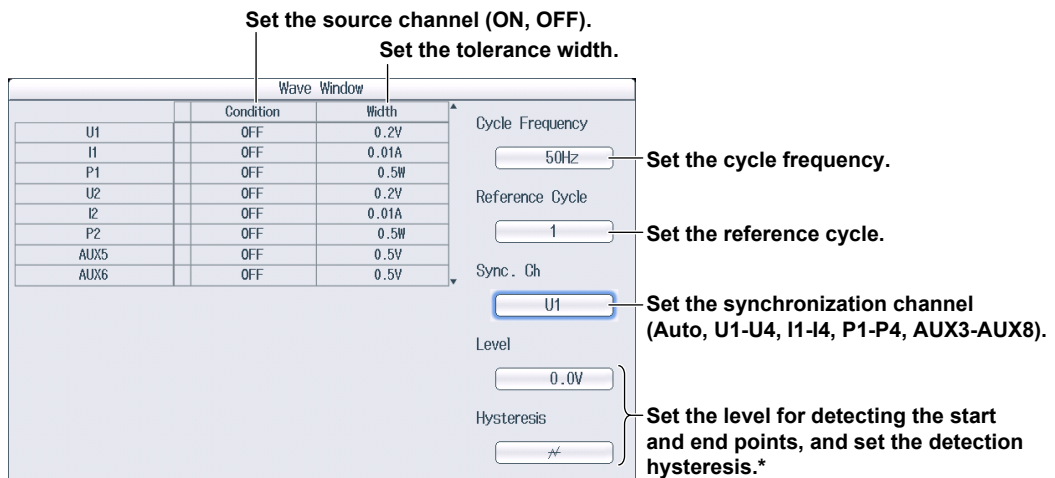 Set the source channel (ON, OFF).
Set the tolerance width.
Wave Window
Condition Width
U1 OFF 0.2V
I1 OFF 0.01A
P1 OFF 0.5W
U2 OFF 0.2V
I2 OFF 0.01A
P2 OFF 0.5W
AUX5 OFF 0.5V
AUX6 OFF 0.5V
Cycle Frequency
50Hz
Set the cycle frequency.
Reference Cycle
1
Set the reference cycle.
Sync. Ch
U1
Set the synchronization channel
(Auto, U1-U4, I1-I4, P1-P4, AUX3-AUX8).
Level
0.0V
Hysteresis
Set the level for detecting the start
and end points, and set the detection
hysteresis.*